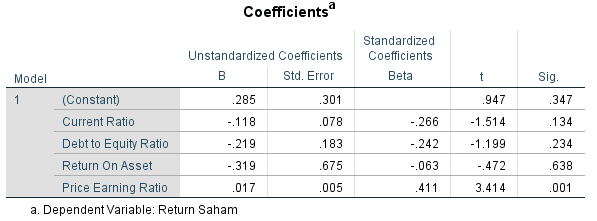 Coefficientsa
Unstandardized Coefficients Standardized Coefficients
Model B Std. Error Beta t Sig.
1 (Constant) .285 .301 .947 .347
Current Ratio -.118 .078 -.266 -1.514 .134
Debt to Equity Ratio -.219 .183 -.242 -1.199 .234
Return On Asset -.319 .675 -.063 -.472 .638
Price Earning Ratio .017 .005 .411 3.414 .001
a. Dependent Variable: Return Saham